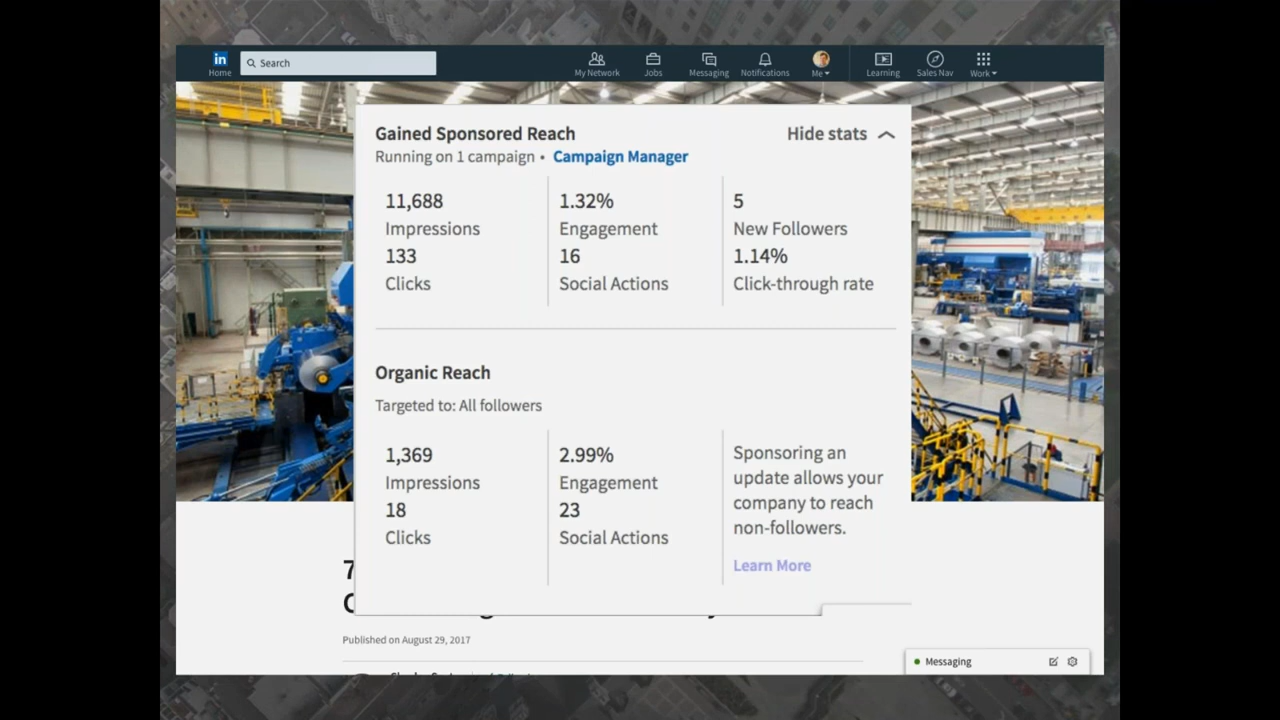 in
Home
Search
My Network
Jobs
Messaging
Notifications
Me
Learning
Sales Nav
Work
Gained Sponsored Reach
Hide stats
Running on 1 campaign • Campaign Manager
11,688
Impressions
133
Clicks
1.32%
Engagement
16
Social Actions
5
New Followers
1.14%
Click-through rate
Organic Reach
Targeted to: All followers
1,369
Impressions
18
Clicks
2.99%
Engagement
23
Social Actions
Sponsoring an
update allows your
company to reach
non-followers.
Learn More
7
Published on August 29, 2017
Messaging